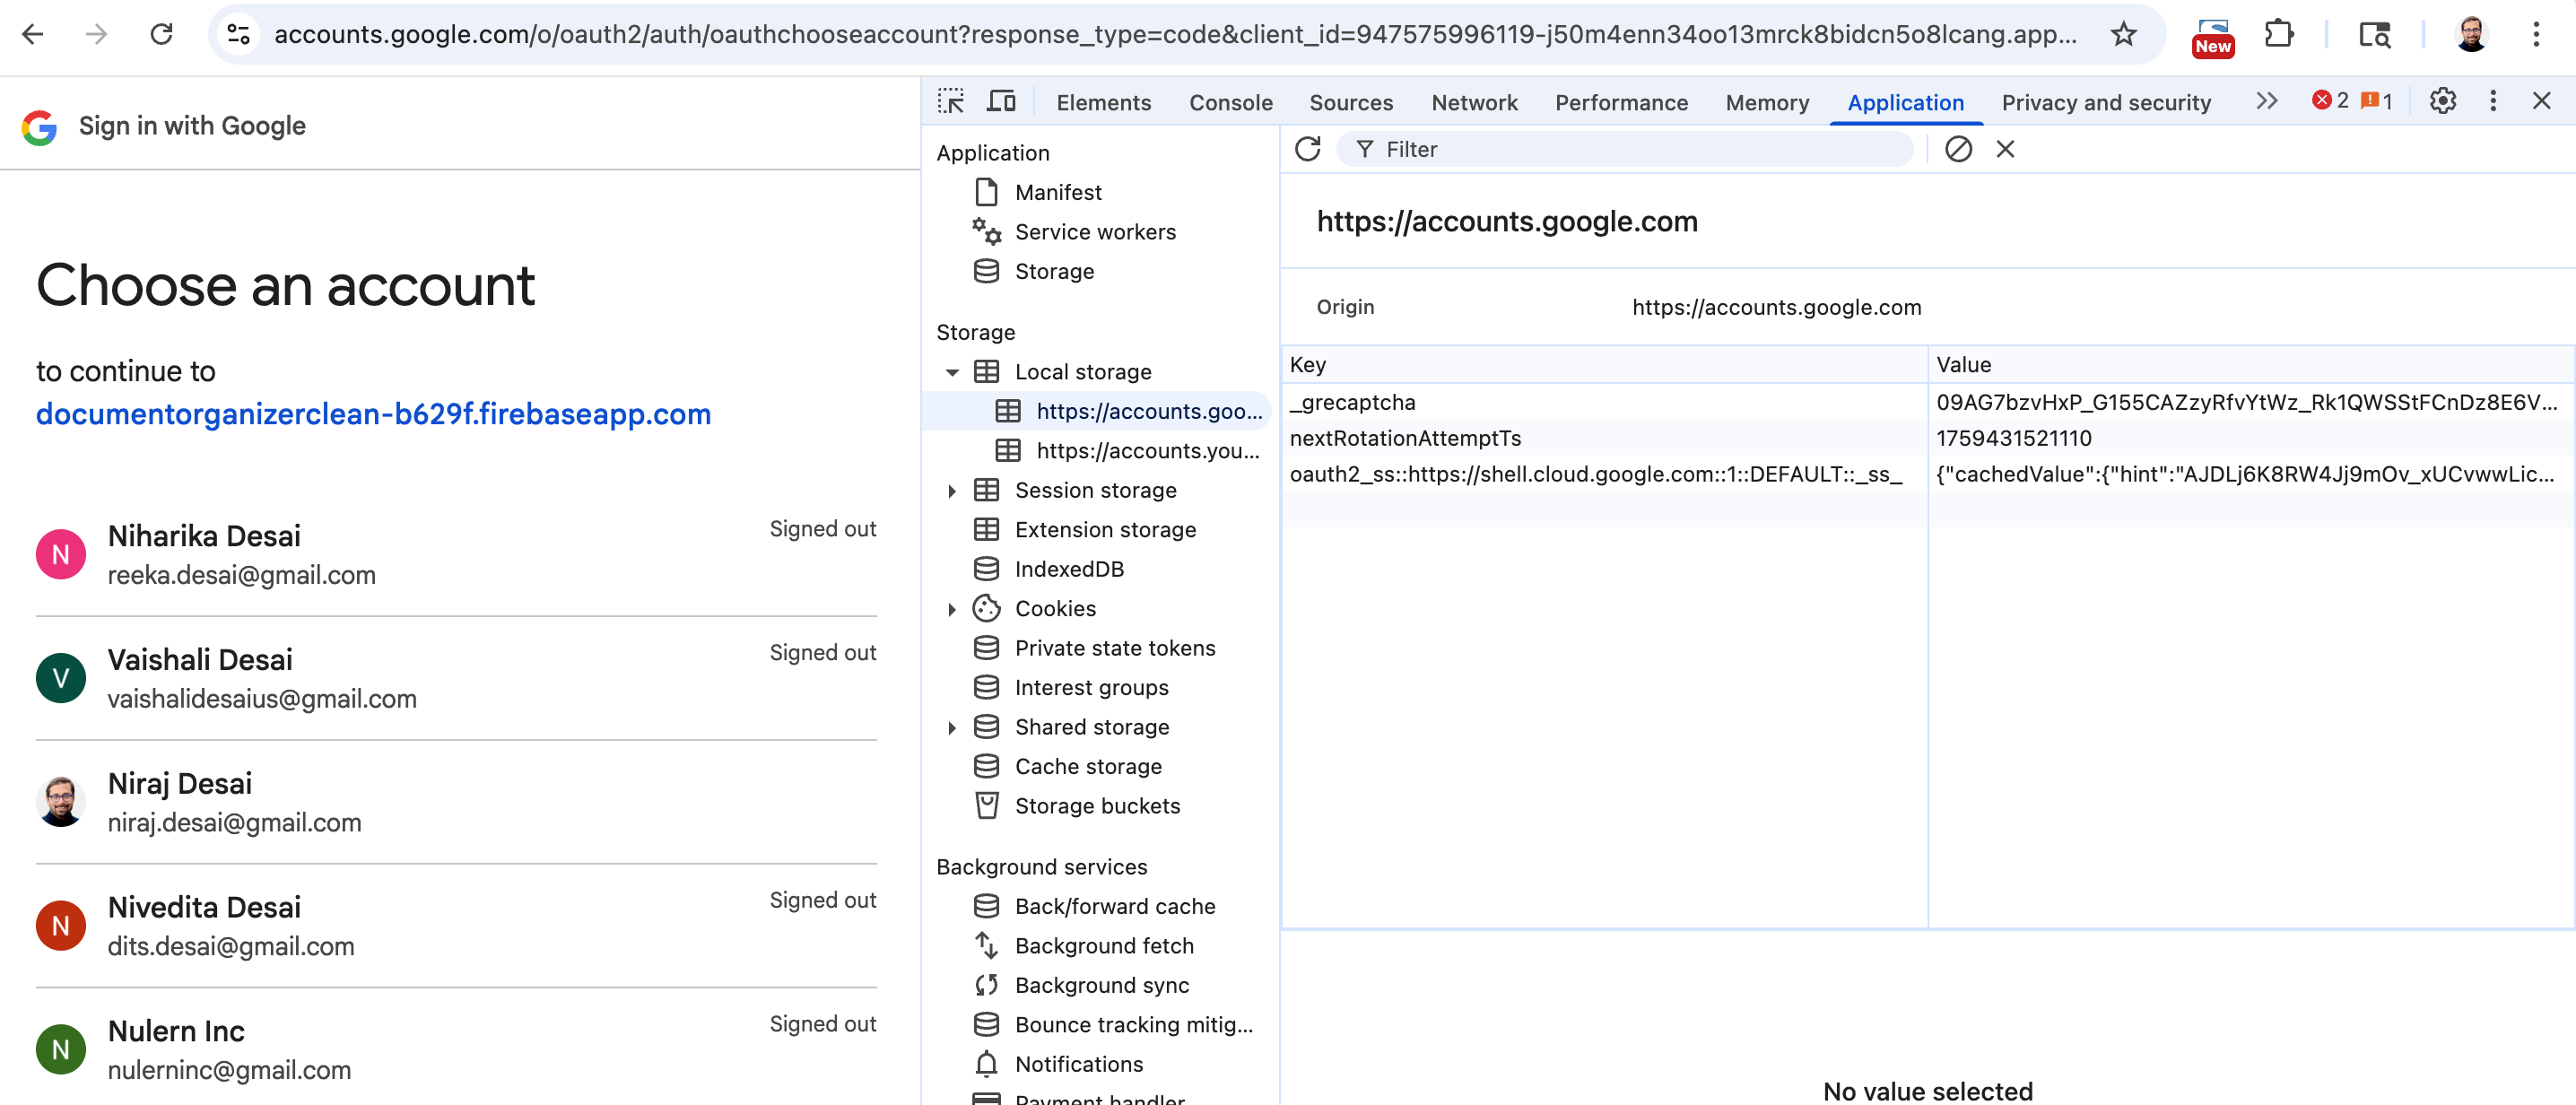 accounts.google.com/o/oauth2/auth/oauthchooseaccount?response_type=code&client_id=947575996119-j50m4enn34oo13mrck8bidcn5o8lcang.app...
New
Sign in with Google
Choose an account
to continue to
documentorganizerclean-b629f.firebaseapp.com
N
Niharika Desai
Signed out
reeka.desai@gmail.com
V
Vaishali Desai
Signed out
vaishalidesaius@gmail.com
Niraj Desai
niraj.desai@gmail.com
N
Nivedita Desai
Signed out
dits.desai@gmail.com
N
Nulern Inc
Signed out
nulerninc@gmail.com
Elements Console Sources Network Performance Memory Application Privacy and security 2 1
Application
Manifest
Service workers
Storage
Storage
Local storage
https://accounts.goo...
https://accounts.you...
Session storage
Extension storage
IndexedDB
Cookies
Private state tokens
Interest groups
Shared storage
Cache storage
Storage buckets
Background services
Back/forward cache
Background fetch
Background sync
Bounce tracking mitig...
Notifications
Payment handler
Filter
https://accounts.google.com
Origin https://accounts.google.com
Key Value
_grecaptcha 09AG7bzvHxP_G155CAZzyRfvYtWz_Rk1QWSStFCnDz8E6V...
nextRotationAttemptTs 1759431521110
oauth2_ss::https://shell.cloud.google.com::1::DEFAULT::_ss_ {"cachedValue":{"hint":"AJDLj6K8RW4Jj9mOv_xUCvwwLic...
No value selected